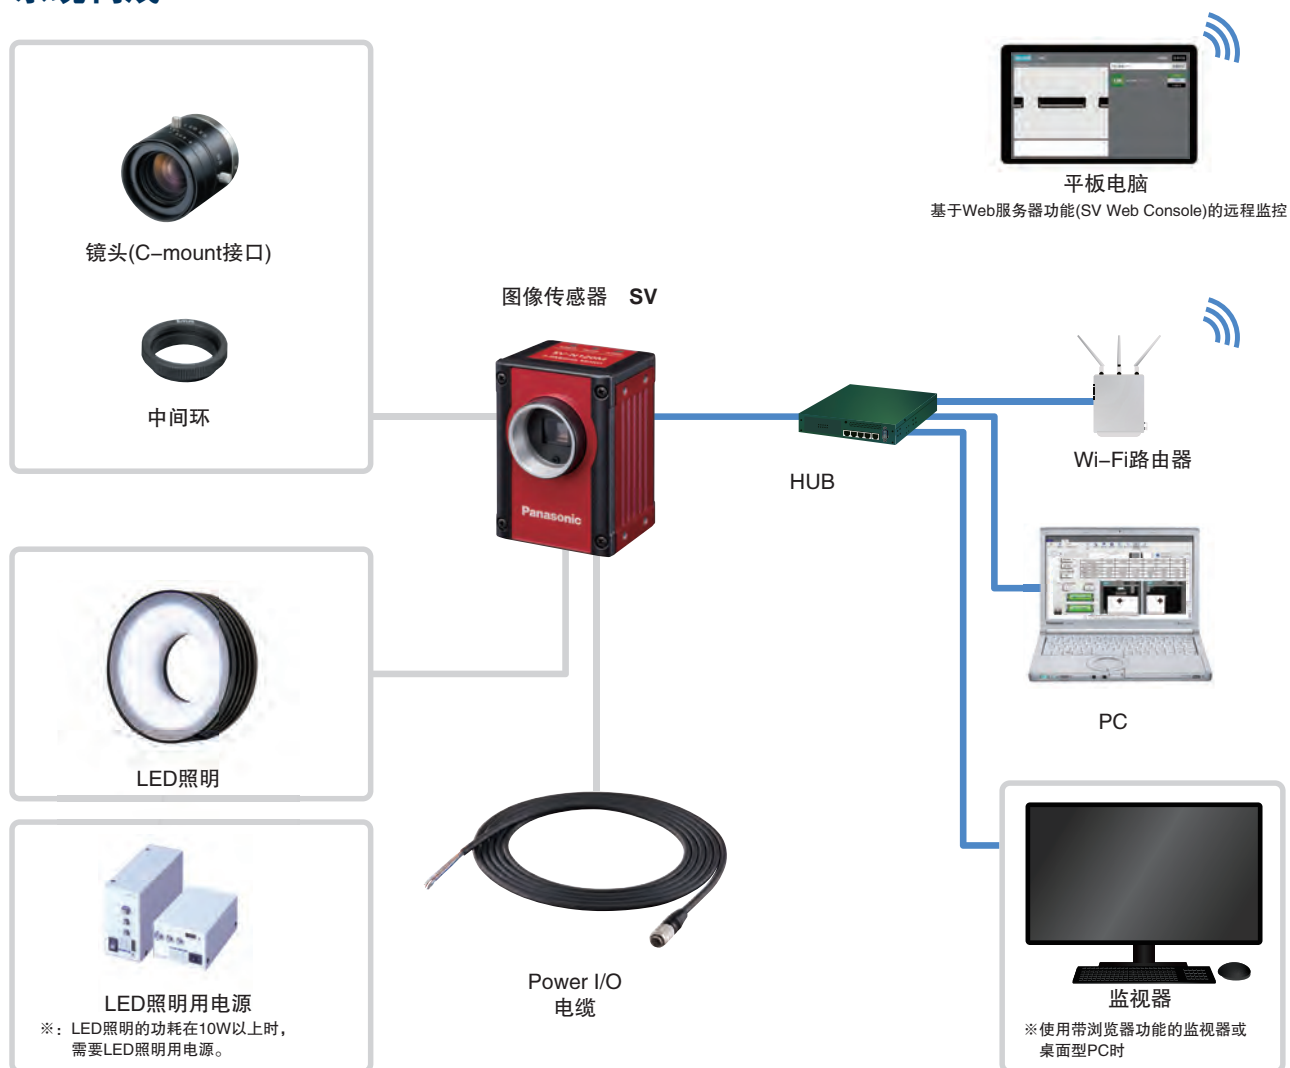 镜头(C-mount接口)
中间环
图像传感器 SV
SV-N120M
Panasonic
平板电脑
基于Web服务器功能(SV Web Console)的远程监控
HUB
Wi-Fi路由器
PC
LED照明
LED照明用电源
※：LED照明的功耗在10W以上时，
需要LED照明用电源。
Power I/O
电缆
监视器
※使用带浏览器功能的监视器或
桌面型PC时